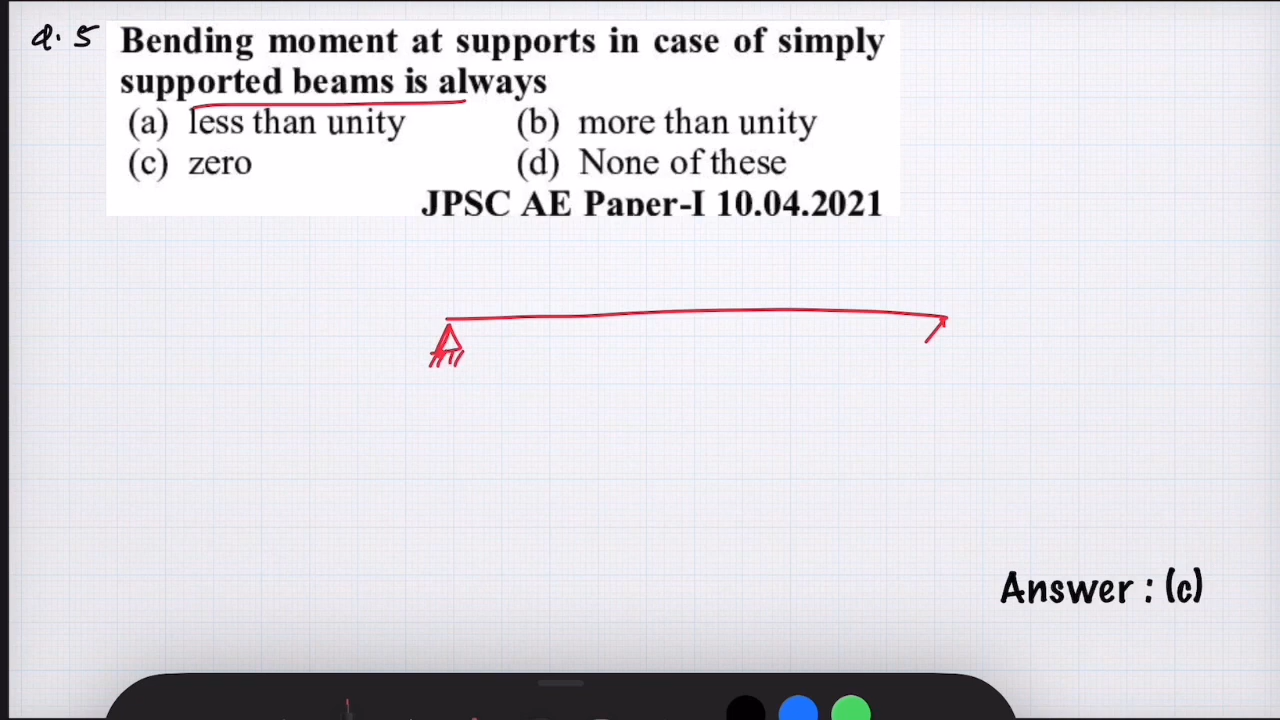 Q. 5
Bending moment at supports in case of simply
supported beams is always
(a) less than unity (b) more than unity
(c) zero (d) None of these
JPSC AE Paper-I 10.04.2021
Answer : (c)